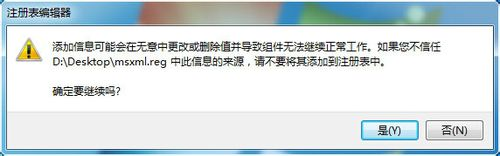 注册表编辑器
添加信息可能会在无意中更改或删除值并导致组件无法继续正常工作。如果您不信任
D:\Desktop\msxml.reg 中此信息的来源，请不要将其添加到注册表中。
确定要继续吗?
是(Y)
否(N)